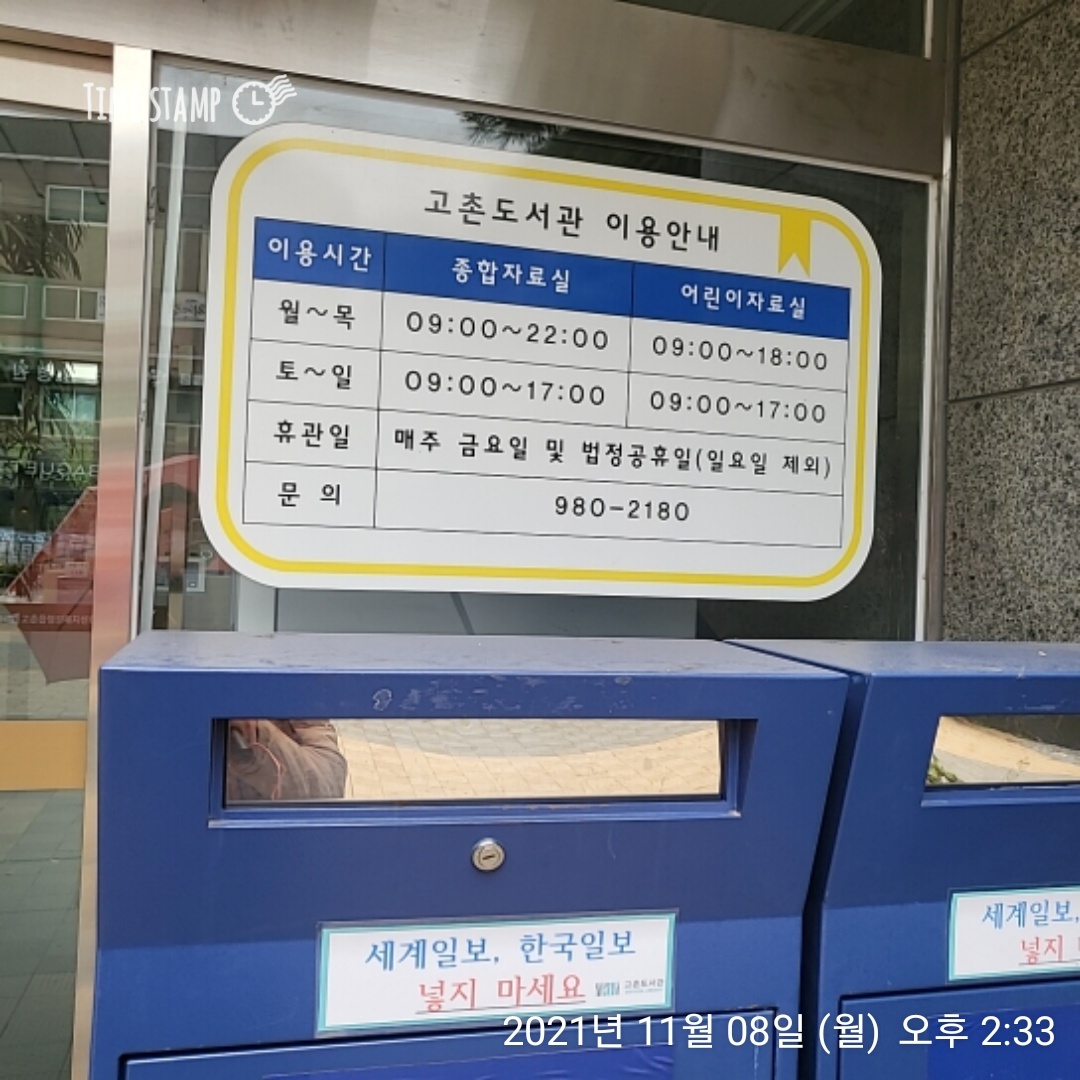 TIMESTAMP
고촌도서관 이용안내
이용시간 종합자료실 어린이자료실
월~목 09:00~22:00 09:00~18:00
토~일 09:00~17:00 09:00~17:00
휴관일 매주 금요일 및 법정공휴일(일요일 제외)
문 의 980-2180
세계일보, 한국일보
넣지 마세요 고촌도서관
세계일보,
넣지
2021년 11월 08일 (월) 오후 2:33